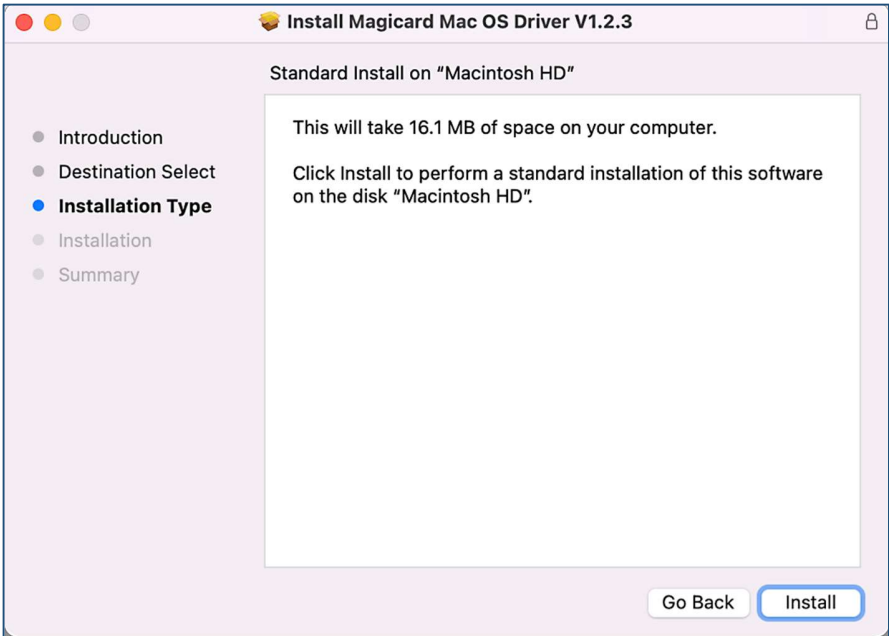 Install Magicard Mac OS Driver V1.2.3
Standard Install on “Macintosh HD”
Introduction
Destination Select
Installation Type
Installation
Summary
This will take 16.1 MB of space on your computer.
Click Install to perform a standard installation of this software
on the disk “Macintosh HD”.
Go Back
Install